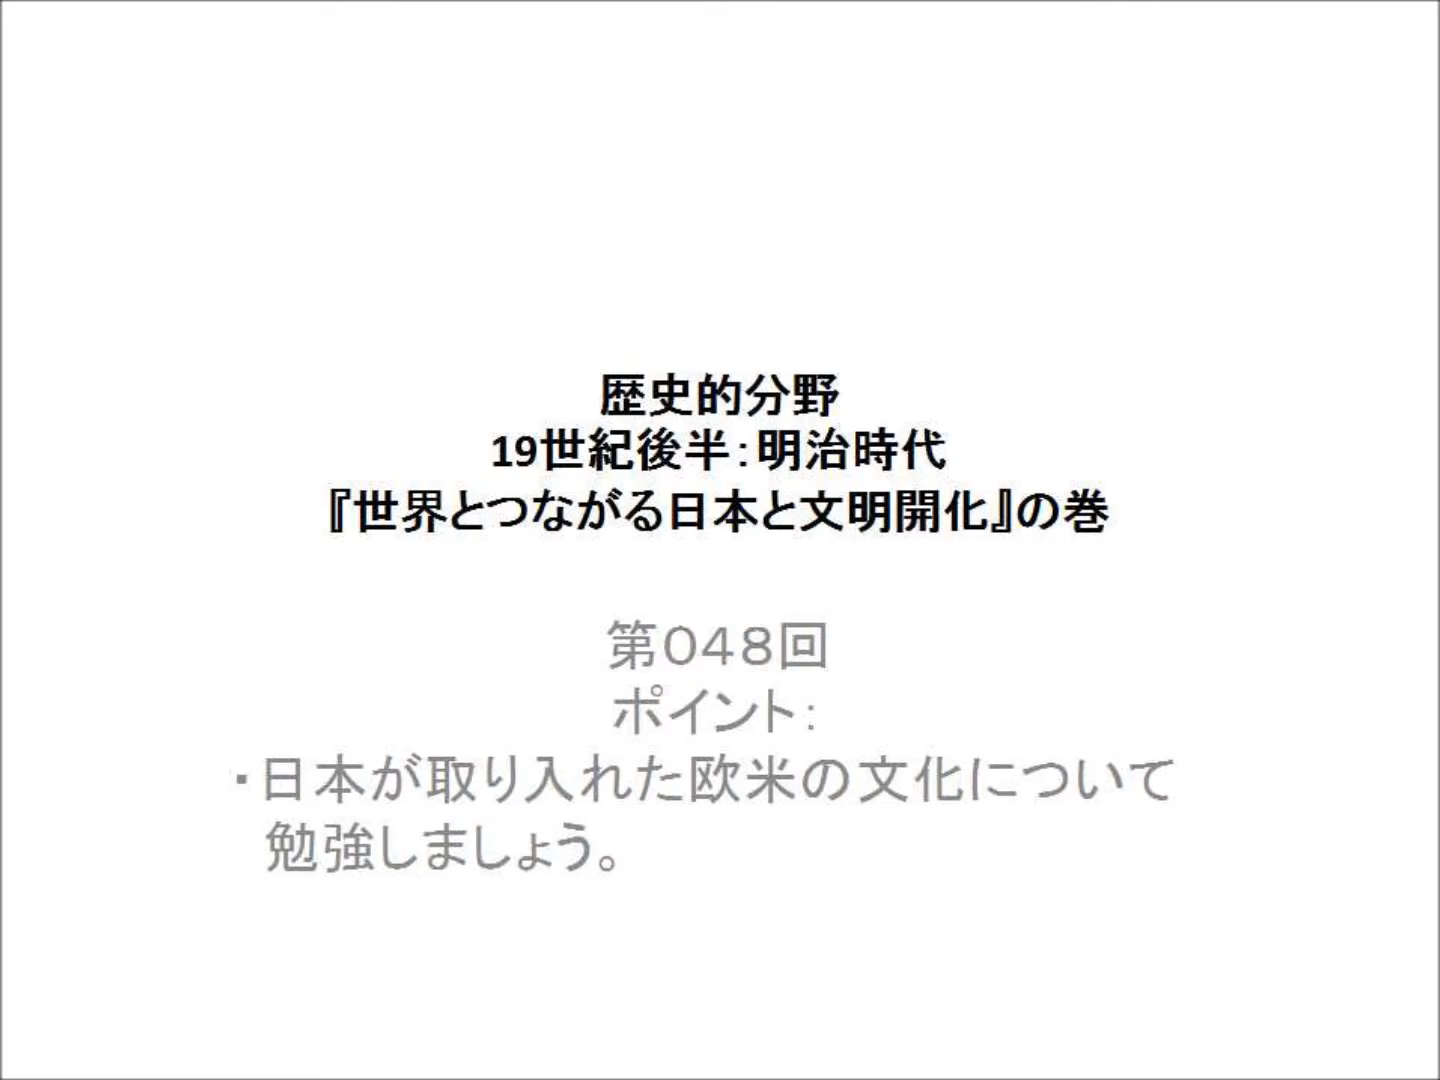 歴史的分野
19世紀後半：明治時代
『世界とつながる日本と文明開化』の巻
第０４８回
ポイント：
・日本が取り入れた欧米の文化について
勉強しましょう。